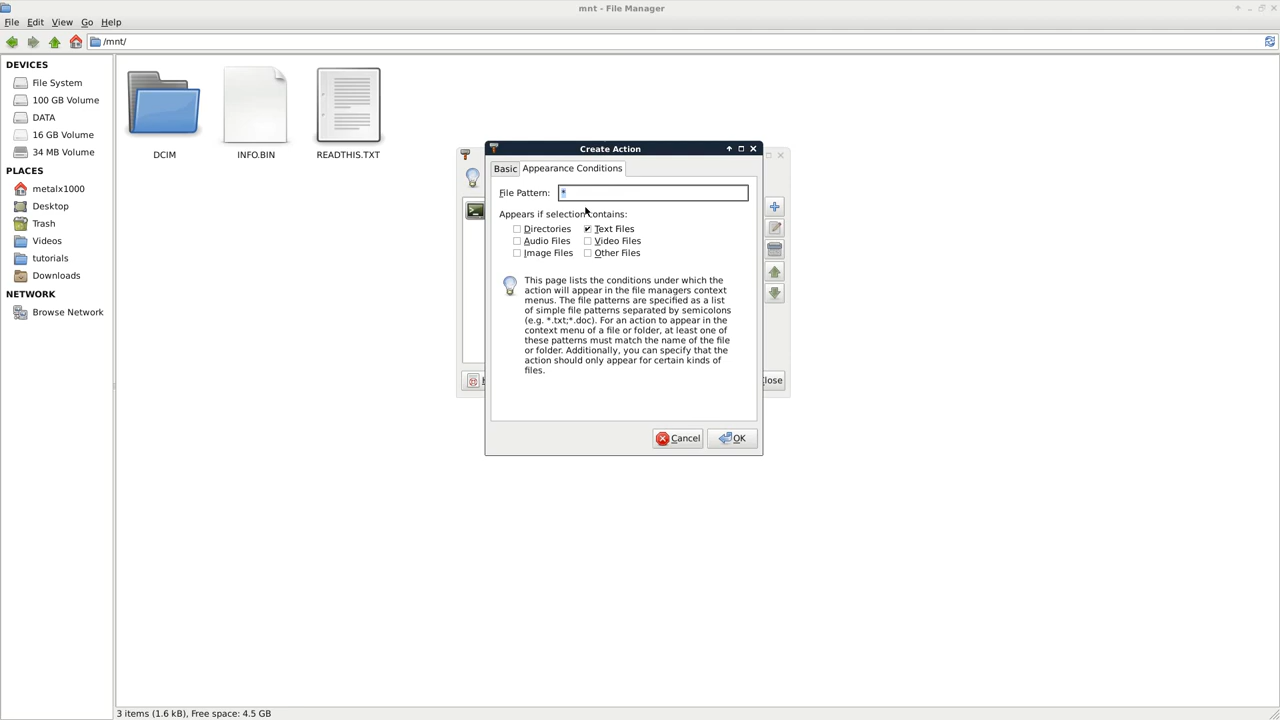 mnt - File Manager
File Edit View Go Help
/mnt/
DEVICES
File System
100 GB Volume
DATA
16 GB Volume
34 MB Volume
PLACES
metalx1000
Desktop
Trash
Videos
tutorials
Downloads
NETWORK
Browse Network
DCIM
INFO.BIN
READTHIS.TXT
Create Action
Basic
Appearance Conditions
File Pattern: *
Appears if selection contains:
Directories
Text Files
Audio Files
Video Files
Image Files
Other Files
This page lists the conditions under which the
action will appear in the file managers context
menus. The file patterns are specified as a list
of simple file patterns separated by semicolons
(e.g. *.txt;*.doc). For an action to appear in the
context menu of a file or folder, at least one of
these patterns must match the name of the file
or folder. Additionally, you can specify that the
action should only appear for certain kinds of
files.
Cancel
OK
lose
3 items (1.6 kB), Free space: 4.5 GB